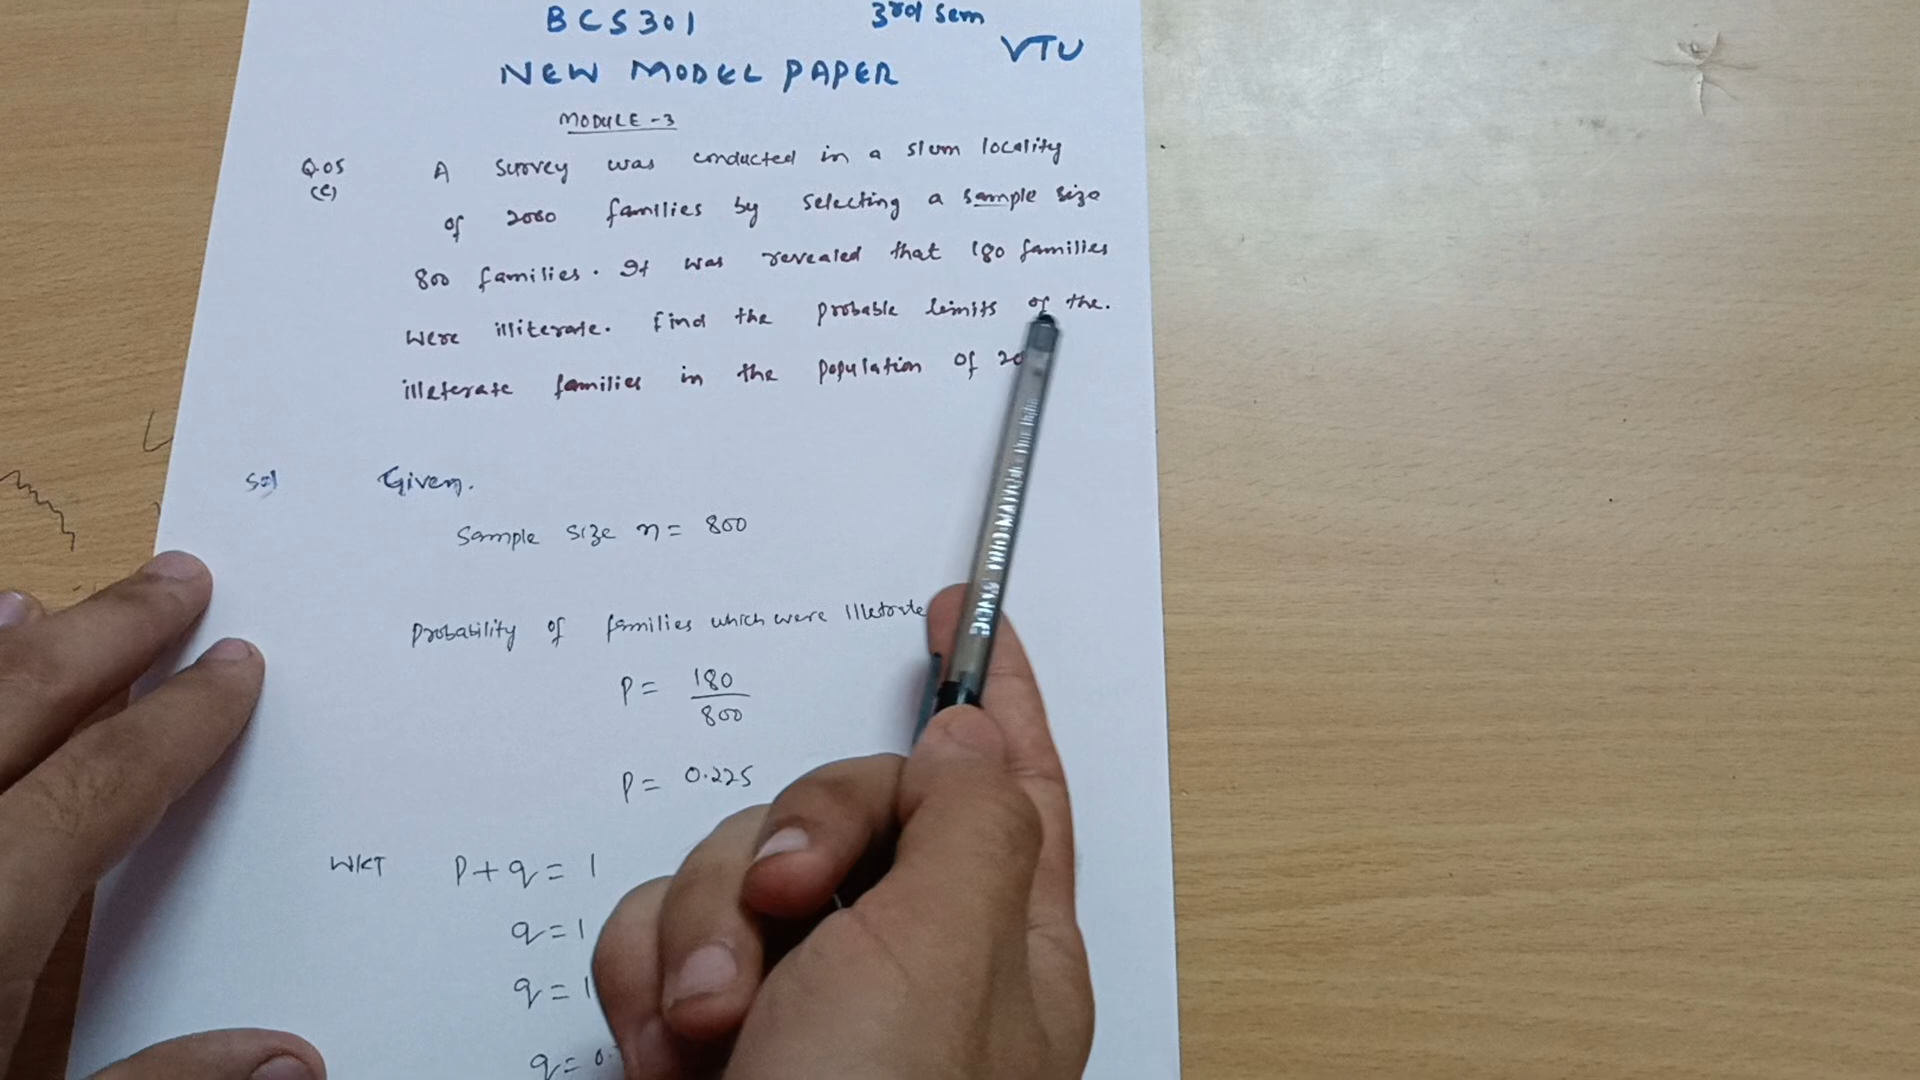 BCS301 3rd sem
VTU
NEW MODEL PAPER
MODULE-3
Q.05 A survey was conducted in a slum locality
(c)
of 2000 families by selecting a sample size
800 families. It was revealed that 180 families
were illiterate. Find the probable limits of the.
illeterate families in the population of
Sol Given.
Sample size n = 800
Probability of families which were
P = 180
800
P = 0.225
WKT P+q = 1
q = 1
q = 1
q = 0.